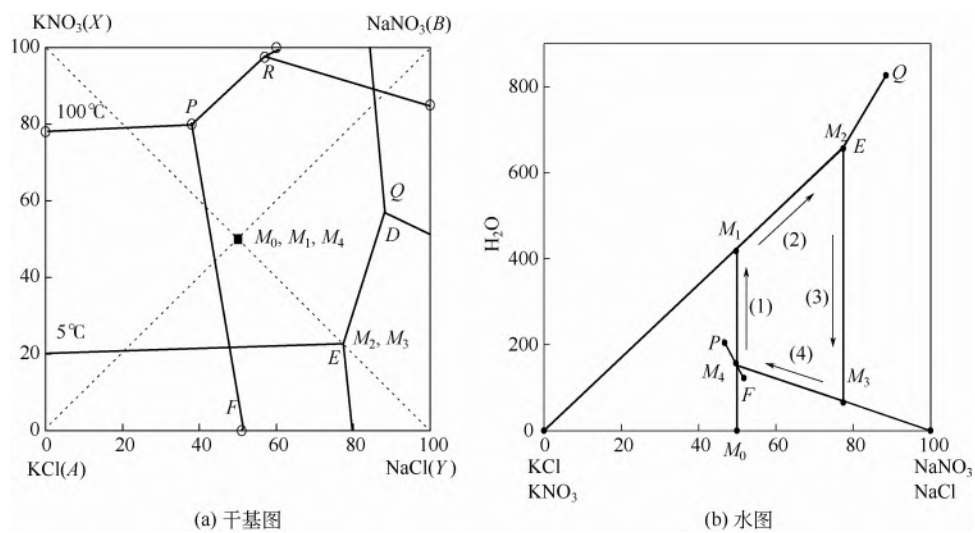 KNO₃(X)
NaNO₃(B)
100
R
100℃
P
80
60
Q
M₀, M₁, M₄
D
40
5℃
20
M₂, M₃
E
F
0
0
20
40
60
80
100
KCl(A)
NaCl(Y)
(a) 干基图
H₂O
800
Q
M₂
E
600
M₁
(2)
400
(1)
(3)
P
200
M₄
(4)
M₃
F
0
0
20
40
60
80
100
KCl
M₀
NaNO₃
KNO₃
NaCl
(b) 水图